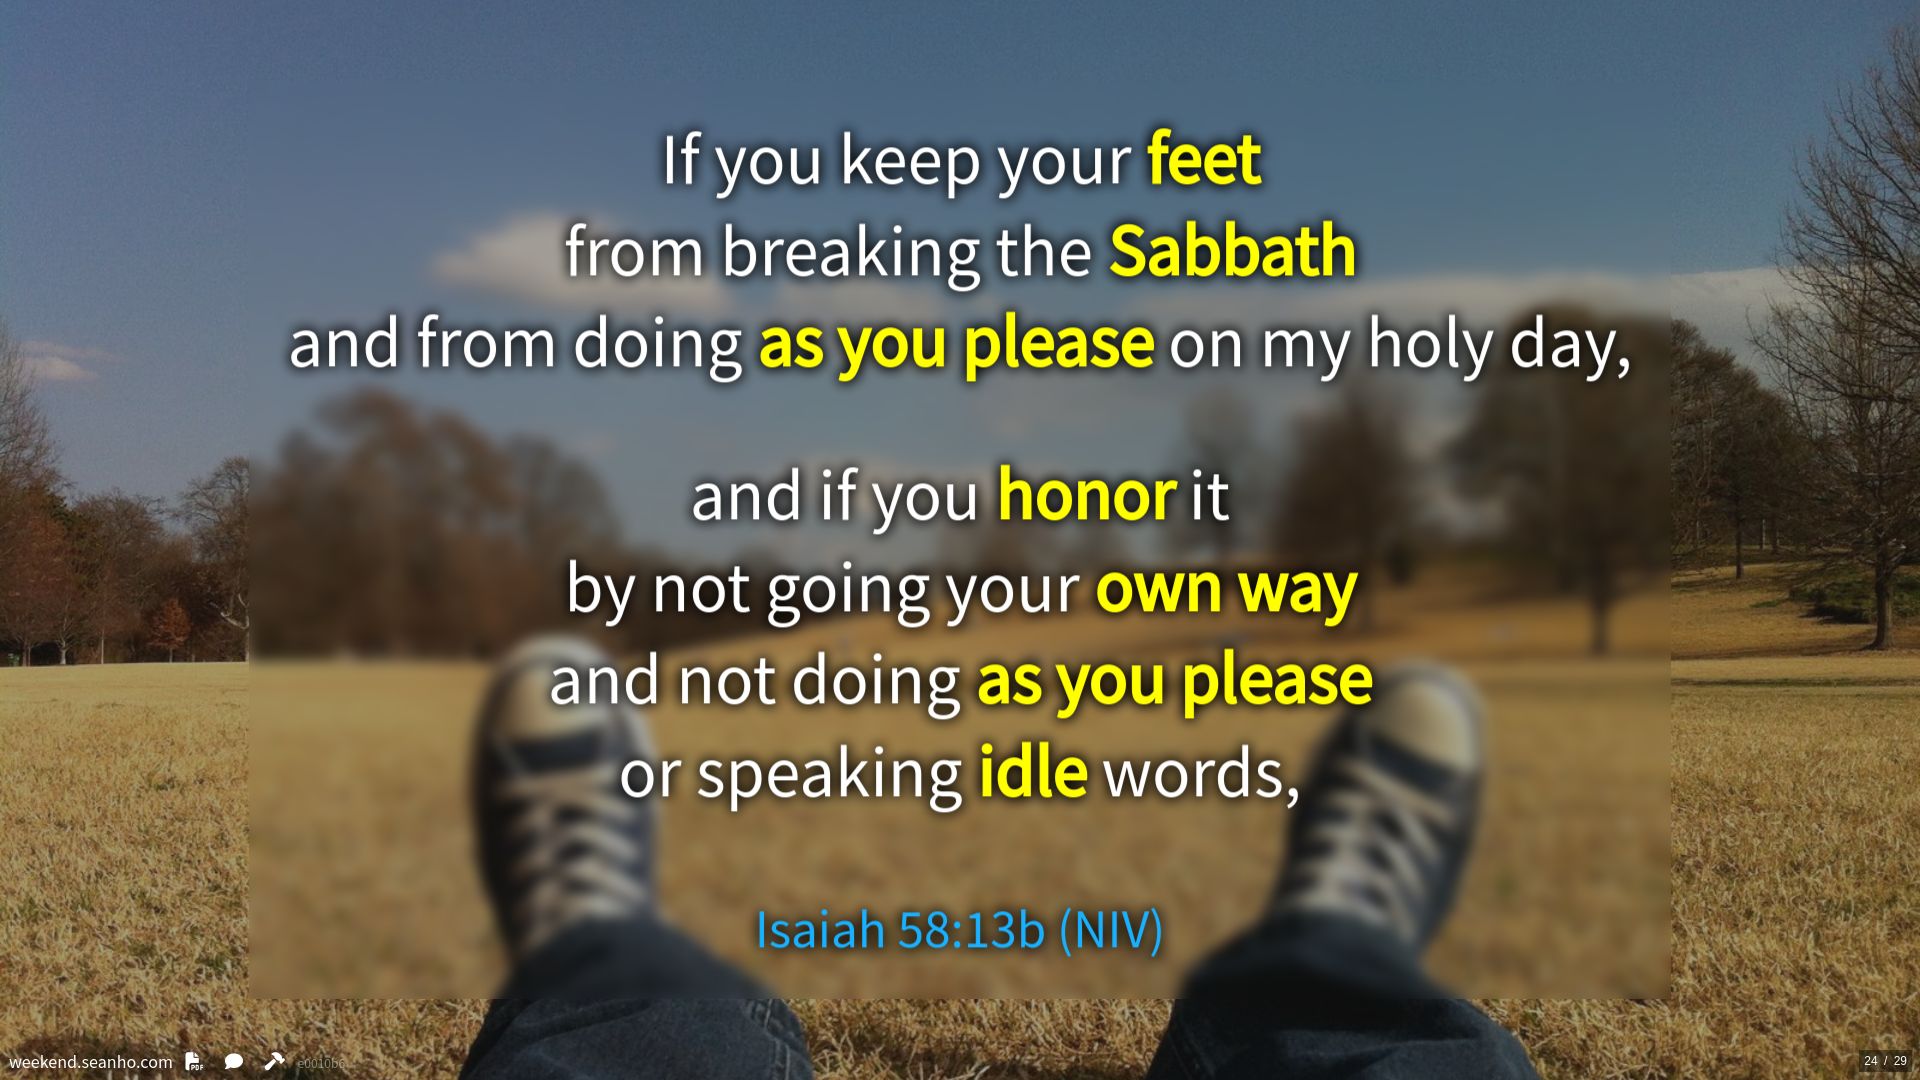 If you keep your feet
from breaking the Sabbath
and from doing as you please on my holy day,
and if you honor it
by not going your own way
and not doing as you please
or speaking idle words,
Isaiah 58:13b (NIV)
weekend.seanho.com PDF e0010b6
24 / 29